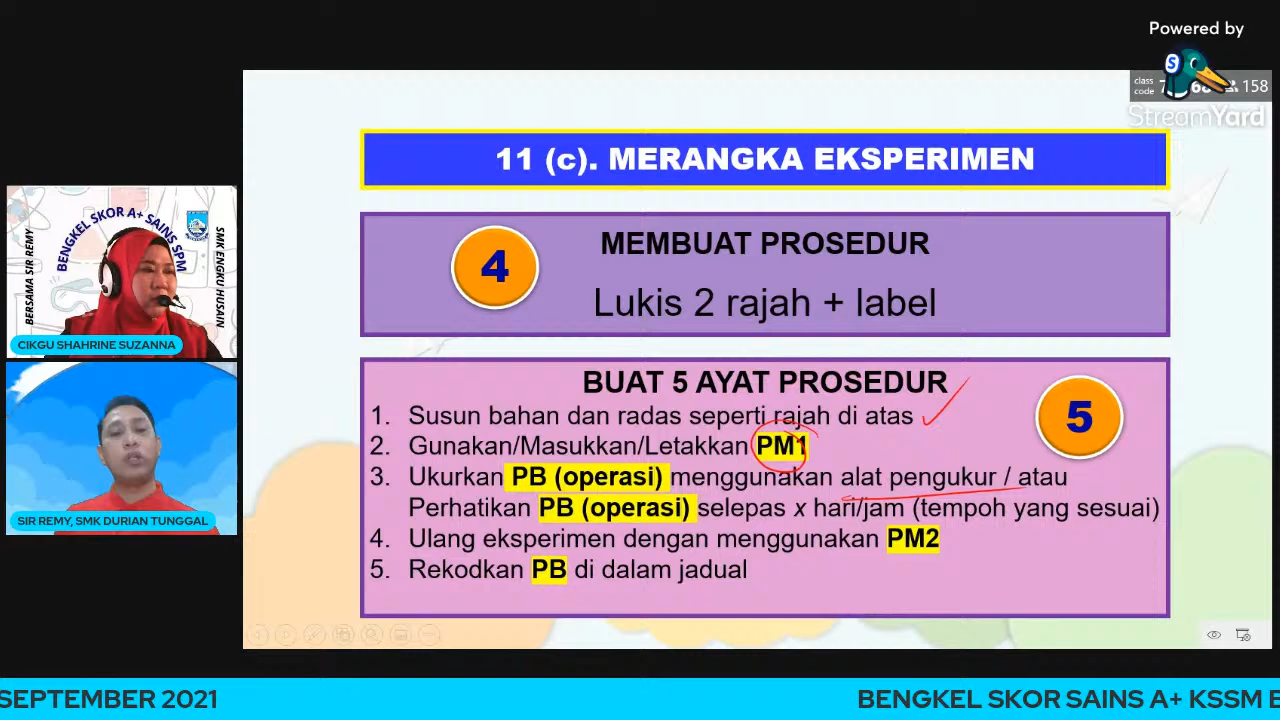 Powered by
S
class
code
158
StreamYard
11 (c). MERANGKA EKSPERIMEN
4
MEMBUAT PROSEDUR
Lukis 2 rajah + label
BUAT 5 AYAT PROSEDUR
5
1. Susun bahan dan radas seperti rajah di atas
2. Gunakan/Masukkan/Letakkan PM1
3. Ukurkan PB (operasi) menggunakan alat pengukur / atau
Perhatikan PB (operasi) selepas x hari/jam (tempoh yang sesuai)
4. Ulang eksperimen dengan menggunakan PM2
5. Rekodkan PB di dalam jadual
BERSAMA SIR REMY
BENGKEL SKOR A+ SAINS SPM
SMK ENGKU HUSAIN
CIKGU SHAHRINE SUZANNA
SIR REMY, SMK DURIAN TUNGGAL
SEPTEMBER 2021
BENGKEL SKOR SAINS A+ KSSM